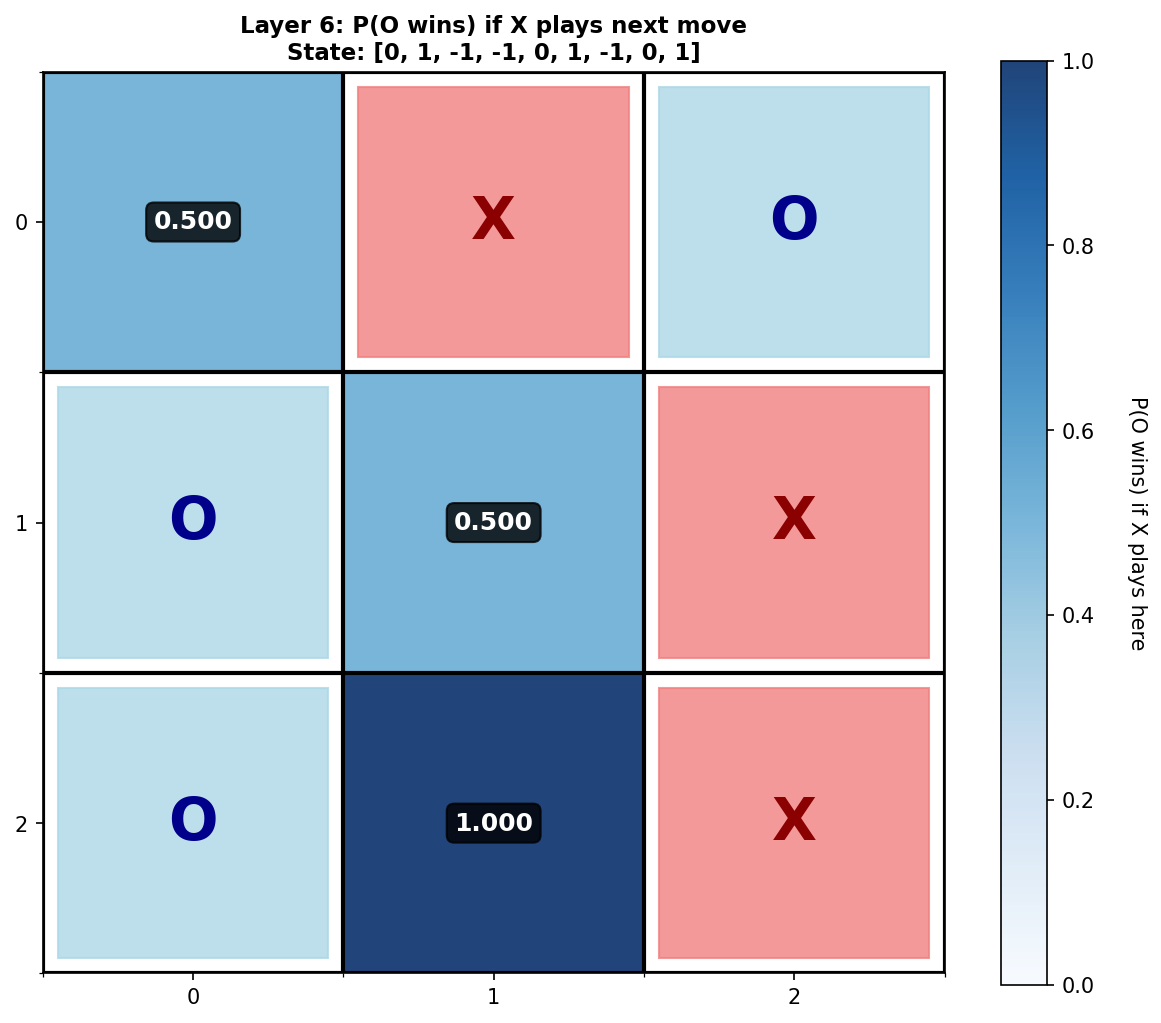 Layer 6: P(O wins) if X plays next move
State: [0, 1, -1, -1, 0, 1, -1, 0, 1]
0.500
X
O
O
0.500
X
O
1.000
X
0
1
2
0
1
2
1.0
0.8
0.6
0.4
0.2
0.0
P(O wins) if X plays here